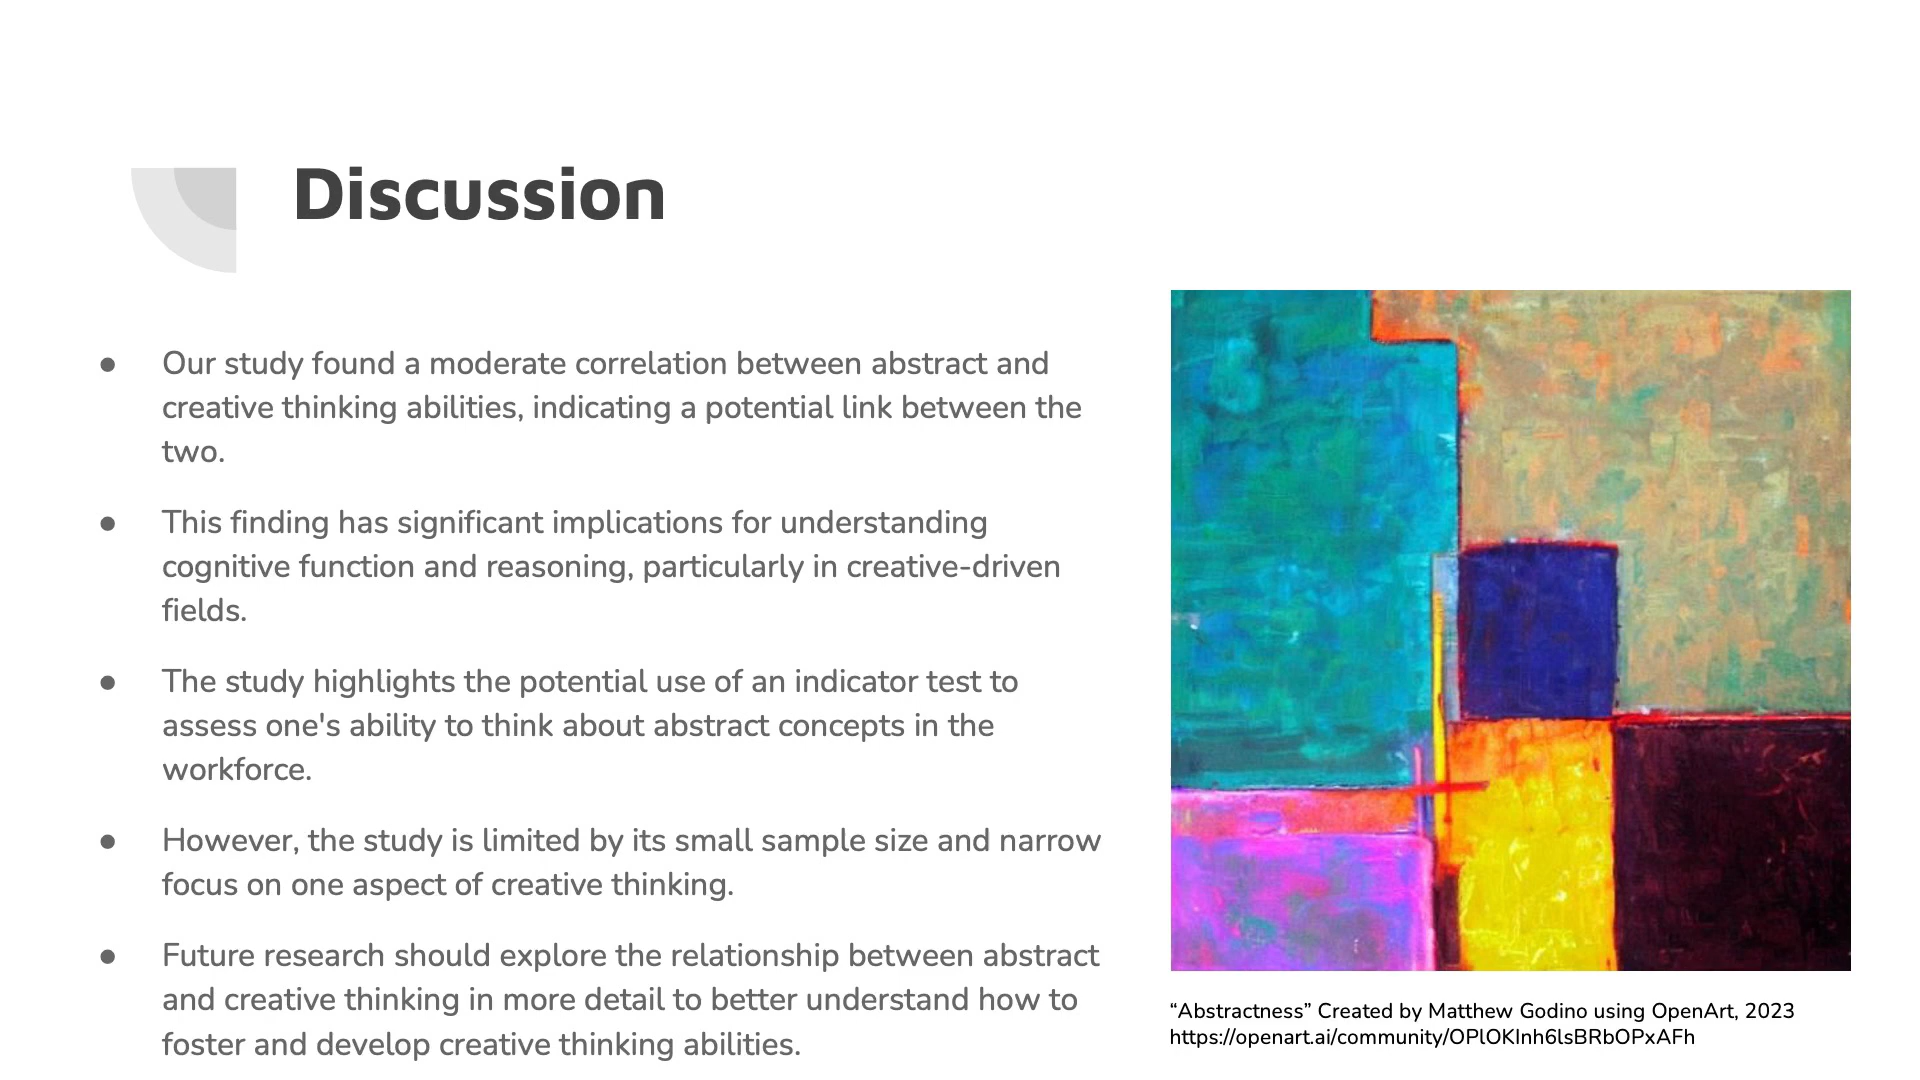 Discussion
● Our study found a moderate correlation between abstract and
creative thinking abilities, indicating a potential link between the
two.
● This finding has significant implications for understanding
cognitive function and reasoning, particularly in creative-driven
fields.
● The study highlights the potential use of an indicator test to
assess one's ability to think about abstract concepts in the
workforce.
● However, the study is limited by its small sample size and narrow
focus on one aspect of creative thinking.
● Future research should explore the relationship between abstract
and creative thinking in more detail to better understand how to
foster and develop creative thinking abilities.
“Abstractness” Created by Matthew Godino using OpenArt, 2023
https://openart.ai/community/OPlOKInh6lsBRbOPxAFh